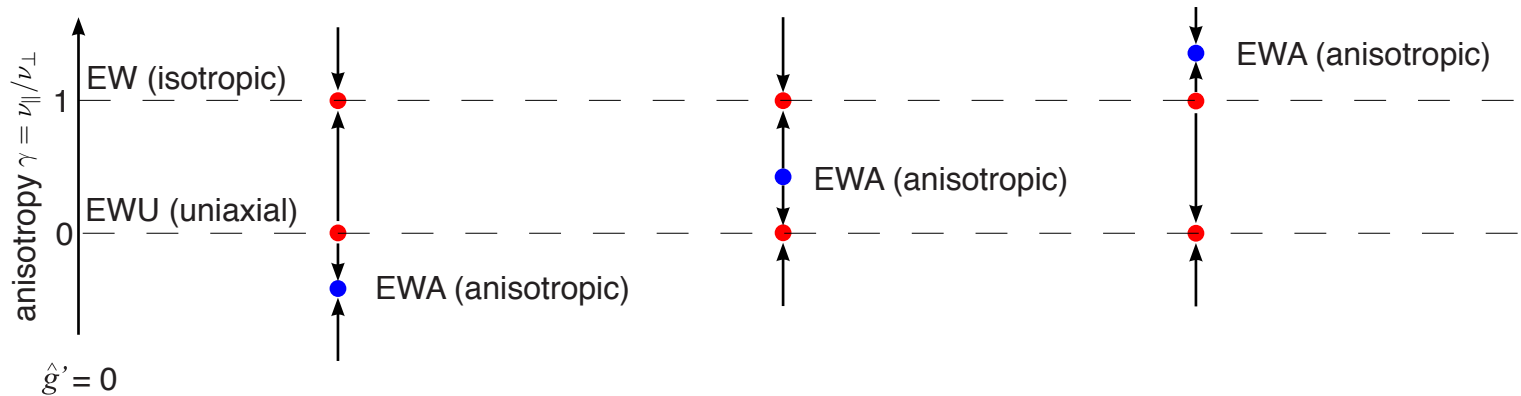 anisotropy γ = ν∥/ν⊥
EW (isotropic)
1
EWU (uniaxial)
0
EWA (anisotropic)
EWA (anisotropic)
EWA (anisotropic)
ĝ’ = 0